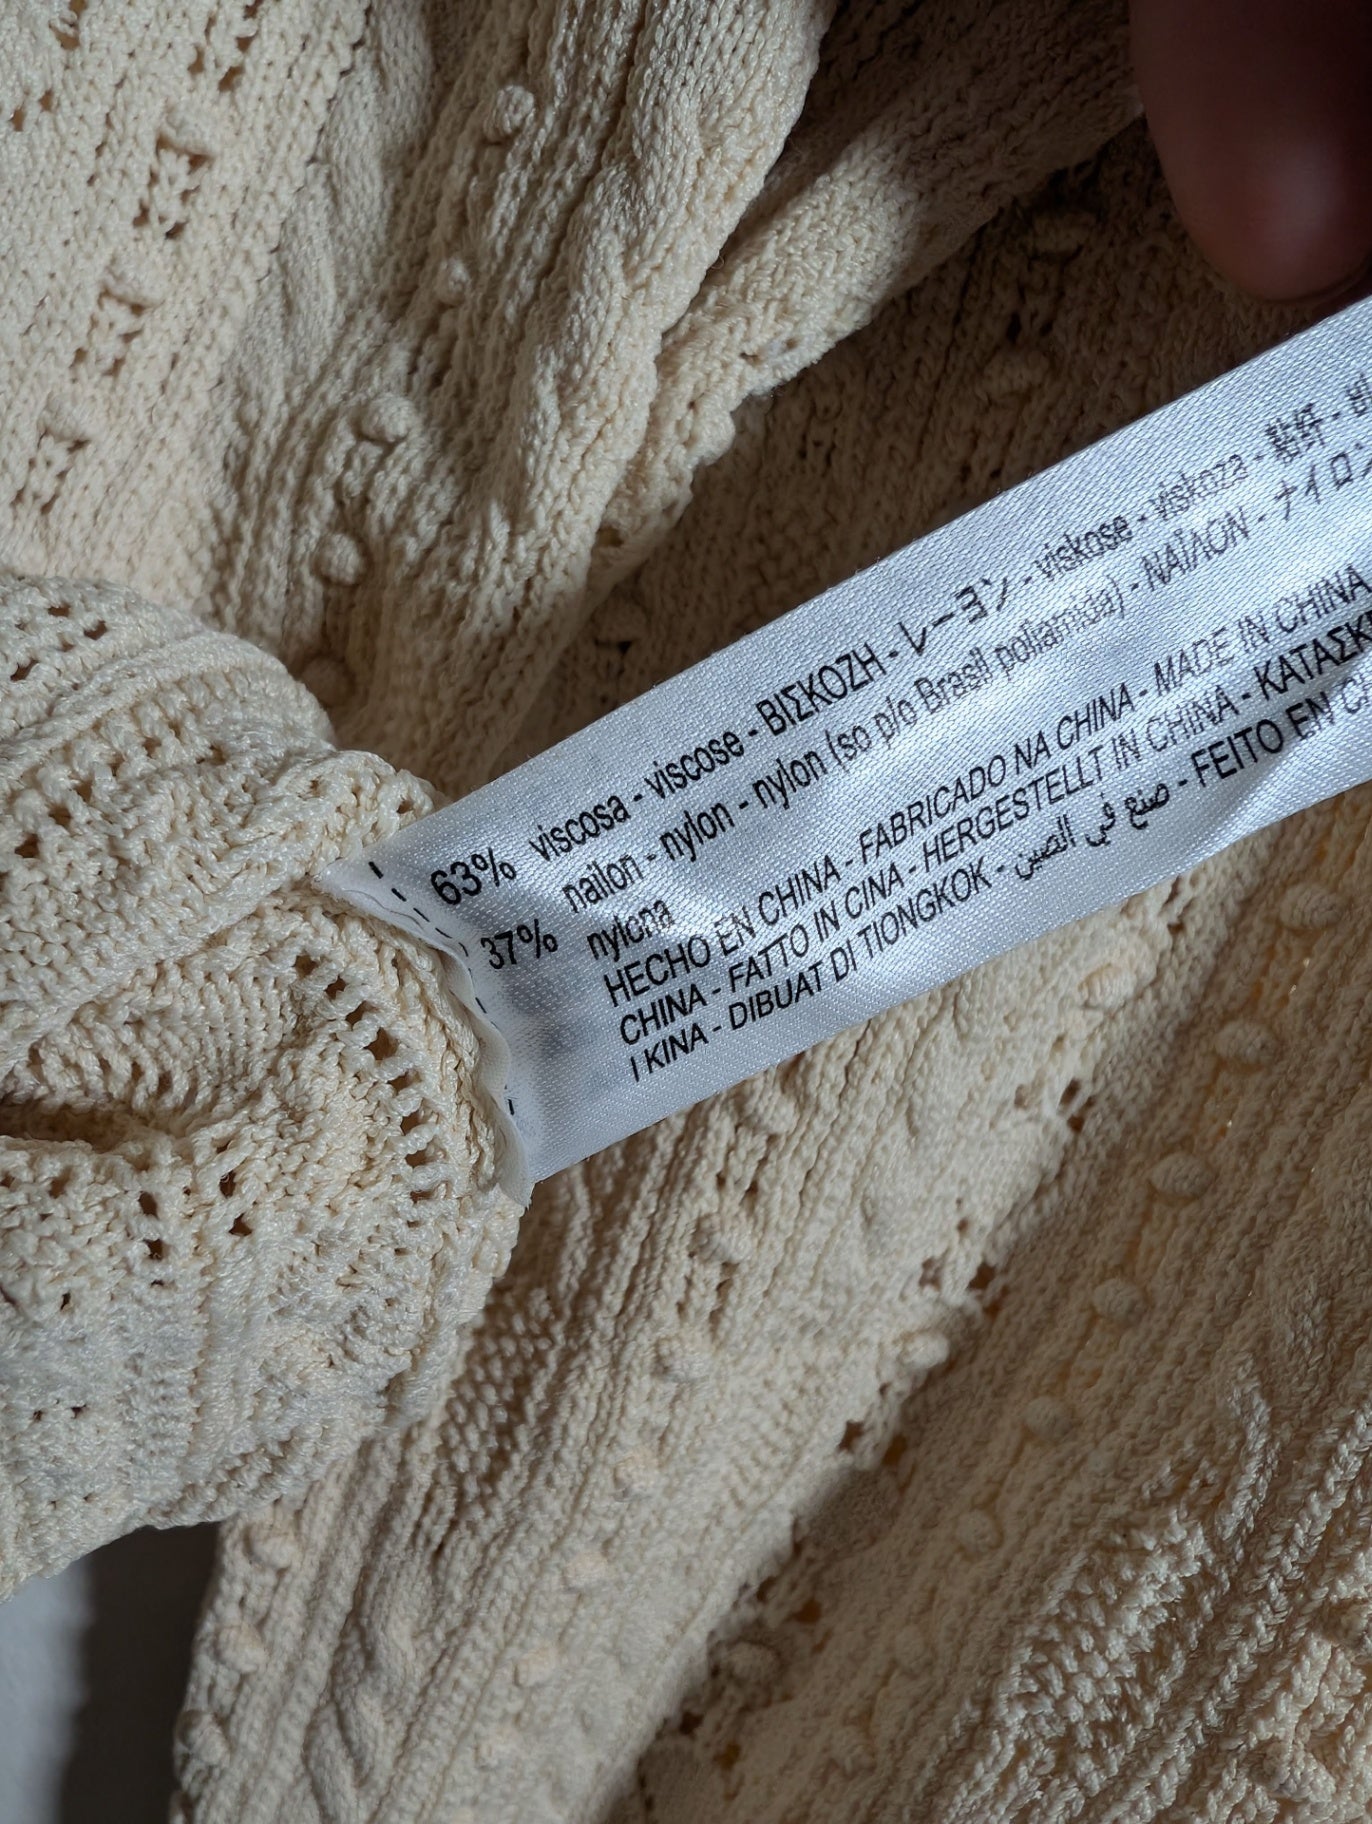 63% viscosa - viscose - ΒΙΣΚΟΖΗ - レーヨン - viskose - viskoza - 粘纤
37% nailon - nylon - nylon (so p/o Brasil poliamida) - ΝΑΪΛΟΝ - ナイロ
nylona
HECHO EN CHINA - FABRICADO NA CHINA - MADE IN CHINA
CHINA - FATTO IN CINA - HERGESTELLT IN CHINA - ΚΑΤΑΣΚ
I KINA - DIBUAT DI TIONGKOK - صنع في الصين - FEITO EN